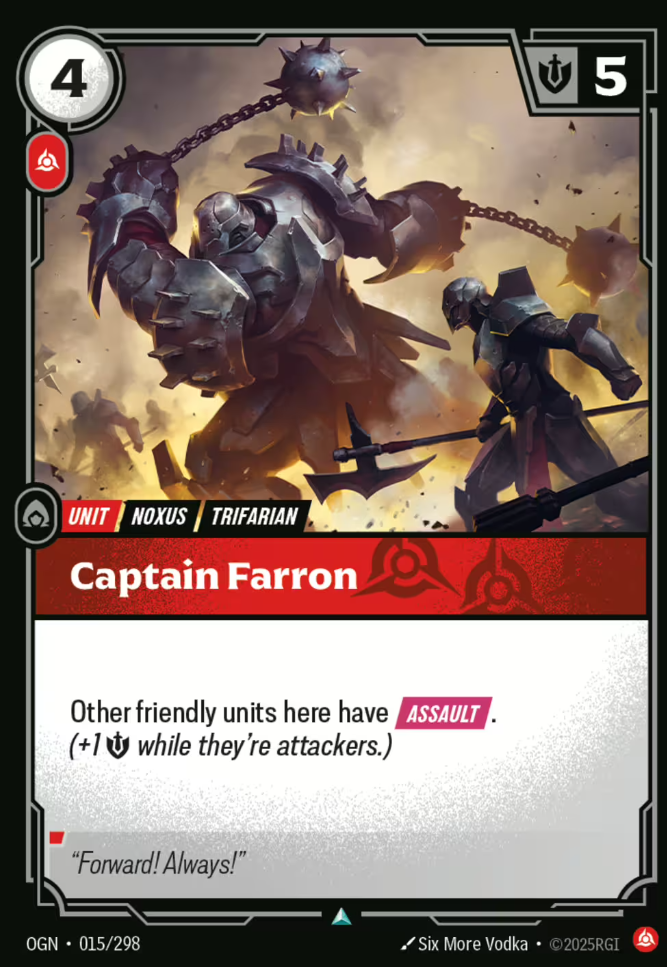 4
5
UNIT NOXUS TRIFARIAN
Captain Farron
Other friendly units here have ASSAULT.
(+1 while they're attackers.)
“Forward! Always!”
OGN • 015/298
Six More Vodka • ©2025RGI